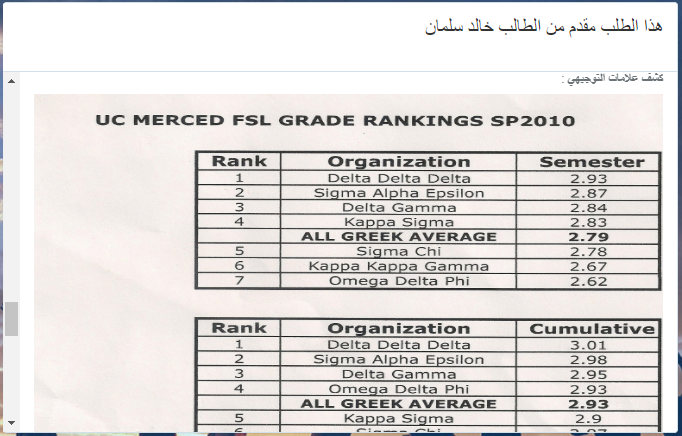 هذا الطلب مقدم من الطالب خالد سلمان
كشف علامات التوجيهي :
UC MERCED FSL GRADE RANKINGS SP2010
Rank Organization Semester
1 Delta Delta Delta 2.93
2 Sigma Alpha Epsilon 2.87
3 Delta Gamma 2.84
4 Kappa Sigma 2.83
ALL GREEK AVERAGE 2.79
5 Sigma Chi 2.78
6 Kappa Kappa Gamma 2.67
7 Omega Delta Phi 2.62
Rank Organization Cumulative
1 Delta Delta Delta 3.01
2 Sigma Alpha Epsilon 2.98
3 Delta Gamma 2.95
4 Omega Delta Phi 2.93
ALL GREEK AVERAGE 2.93
5 Kappa Sigma 2.9
6 Sigma Chi 2.87